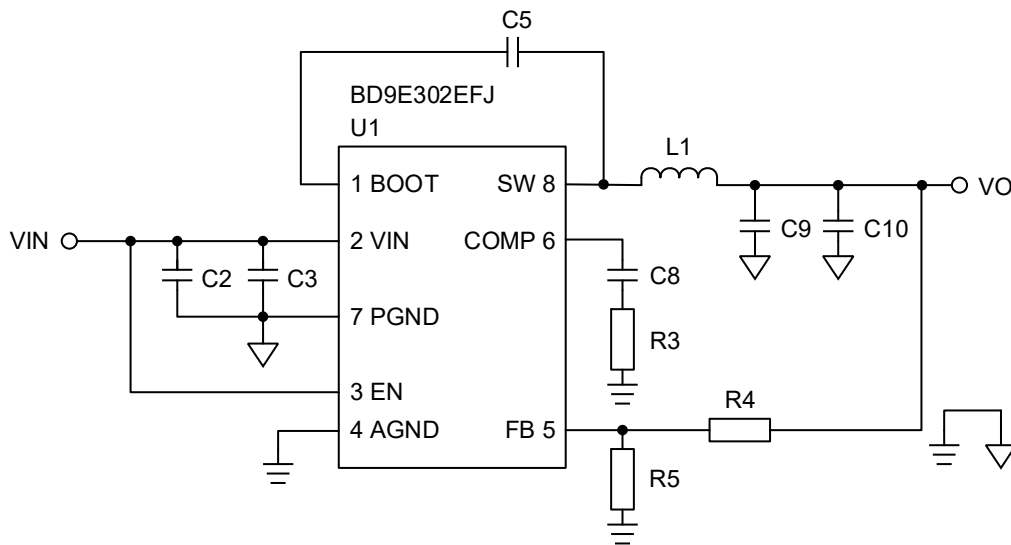 C5
BD9E302EFJ
U1
L1
1 BOOT
SW 8
VO
VIN
2 VIN
COMP 6
C9
C10
C2
C3
C8
7 PGND
R3
3 EN
R4
4 AGND
FB 5
R5